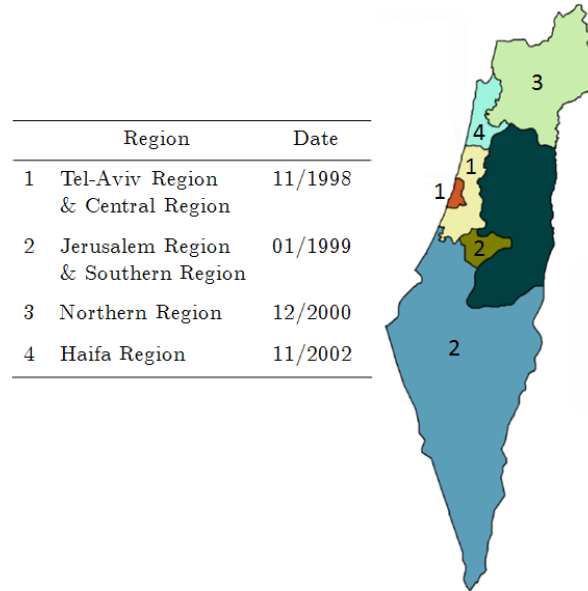 Region Date
1 Tel-Aviv Region 11/1998
& Central Region
2 Jerusalem Region 01/1999
& Southern Region
3 Northern Region 12/2000
4 Haifa Region 11/2002
3
4
1
1
2
2